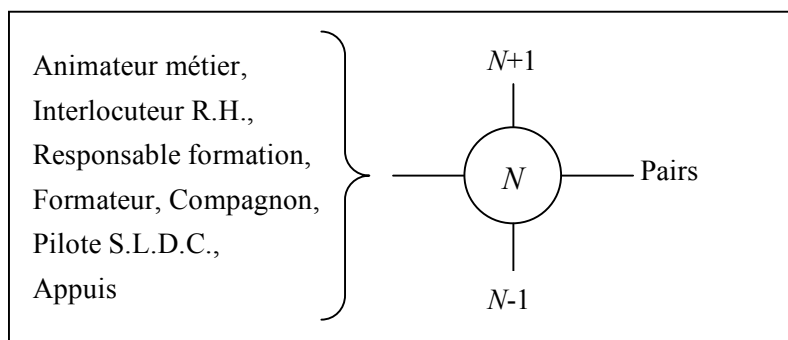 Animateur métier,
Interlocuteur R.H.,
Responsable formation,
Formateur, Compagnon,
Pilote S.L.D.C.,
Appuis
N+1
N
Pairs
N-1